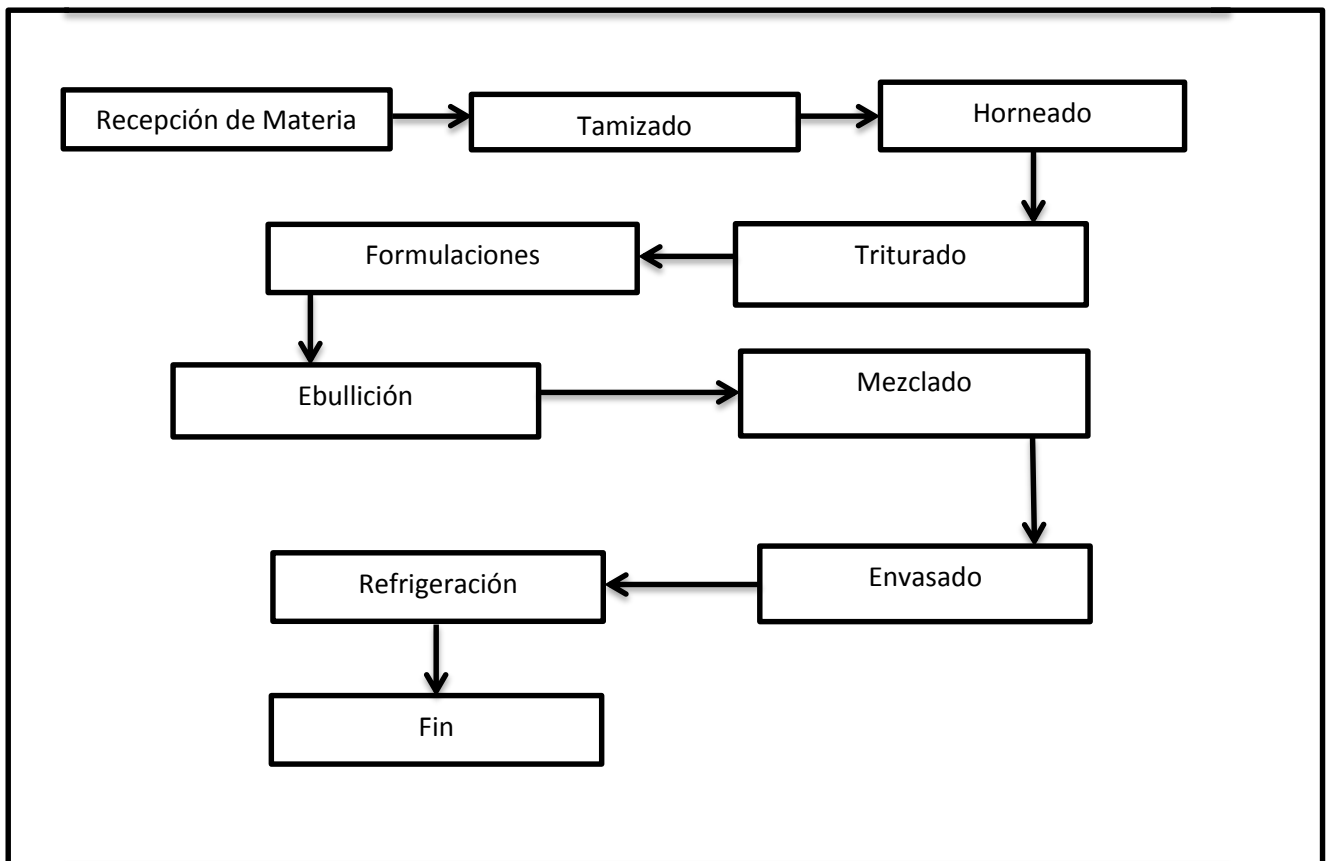 Recepción de Materia
Tamizado
Horneado
Triturado
Formulaciones
Ebullición
Mezclado
Envasado
Refrigeración
Fin